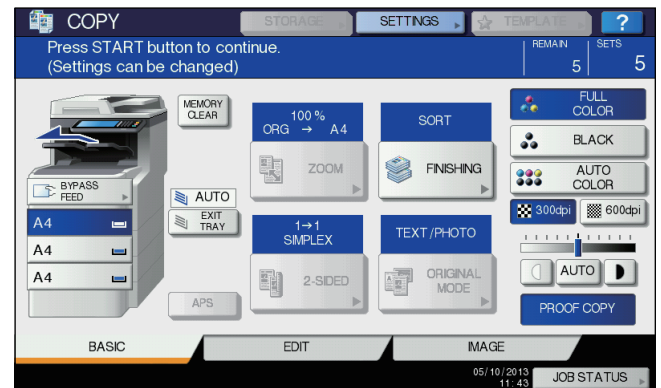 COPY
STORAGE
SETTINGS
TEMPLATE
?
Press START button to continue.
(Settings can be changed)
REMAIN
5
SETS
5
MEMORY
CLEAR
100 %
ORG → A4
ZOOM
SORT
FINISHING
FULL
COLOR
BLACK
AUTO
COLOR
300dpi
600dpi
BYPASS
FEED
A4
A4
A4
AUTO
EXIT
TRAY
APS
1→1
SIMPLEX
2-SIDED
TEXT/PHOTO
ORIGINAL
MODE
AUTO
PROOF COPY
BASIC
EDIT
IMAGE
05/10/2013
11:43
JOB STATUS